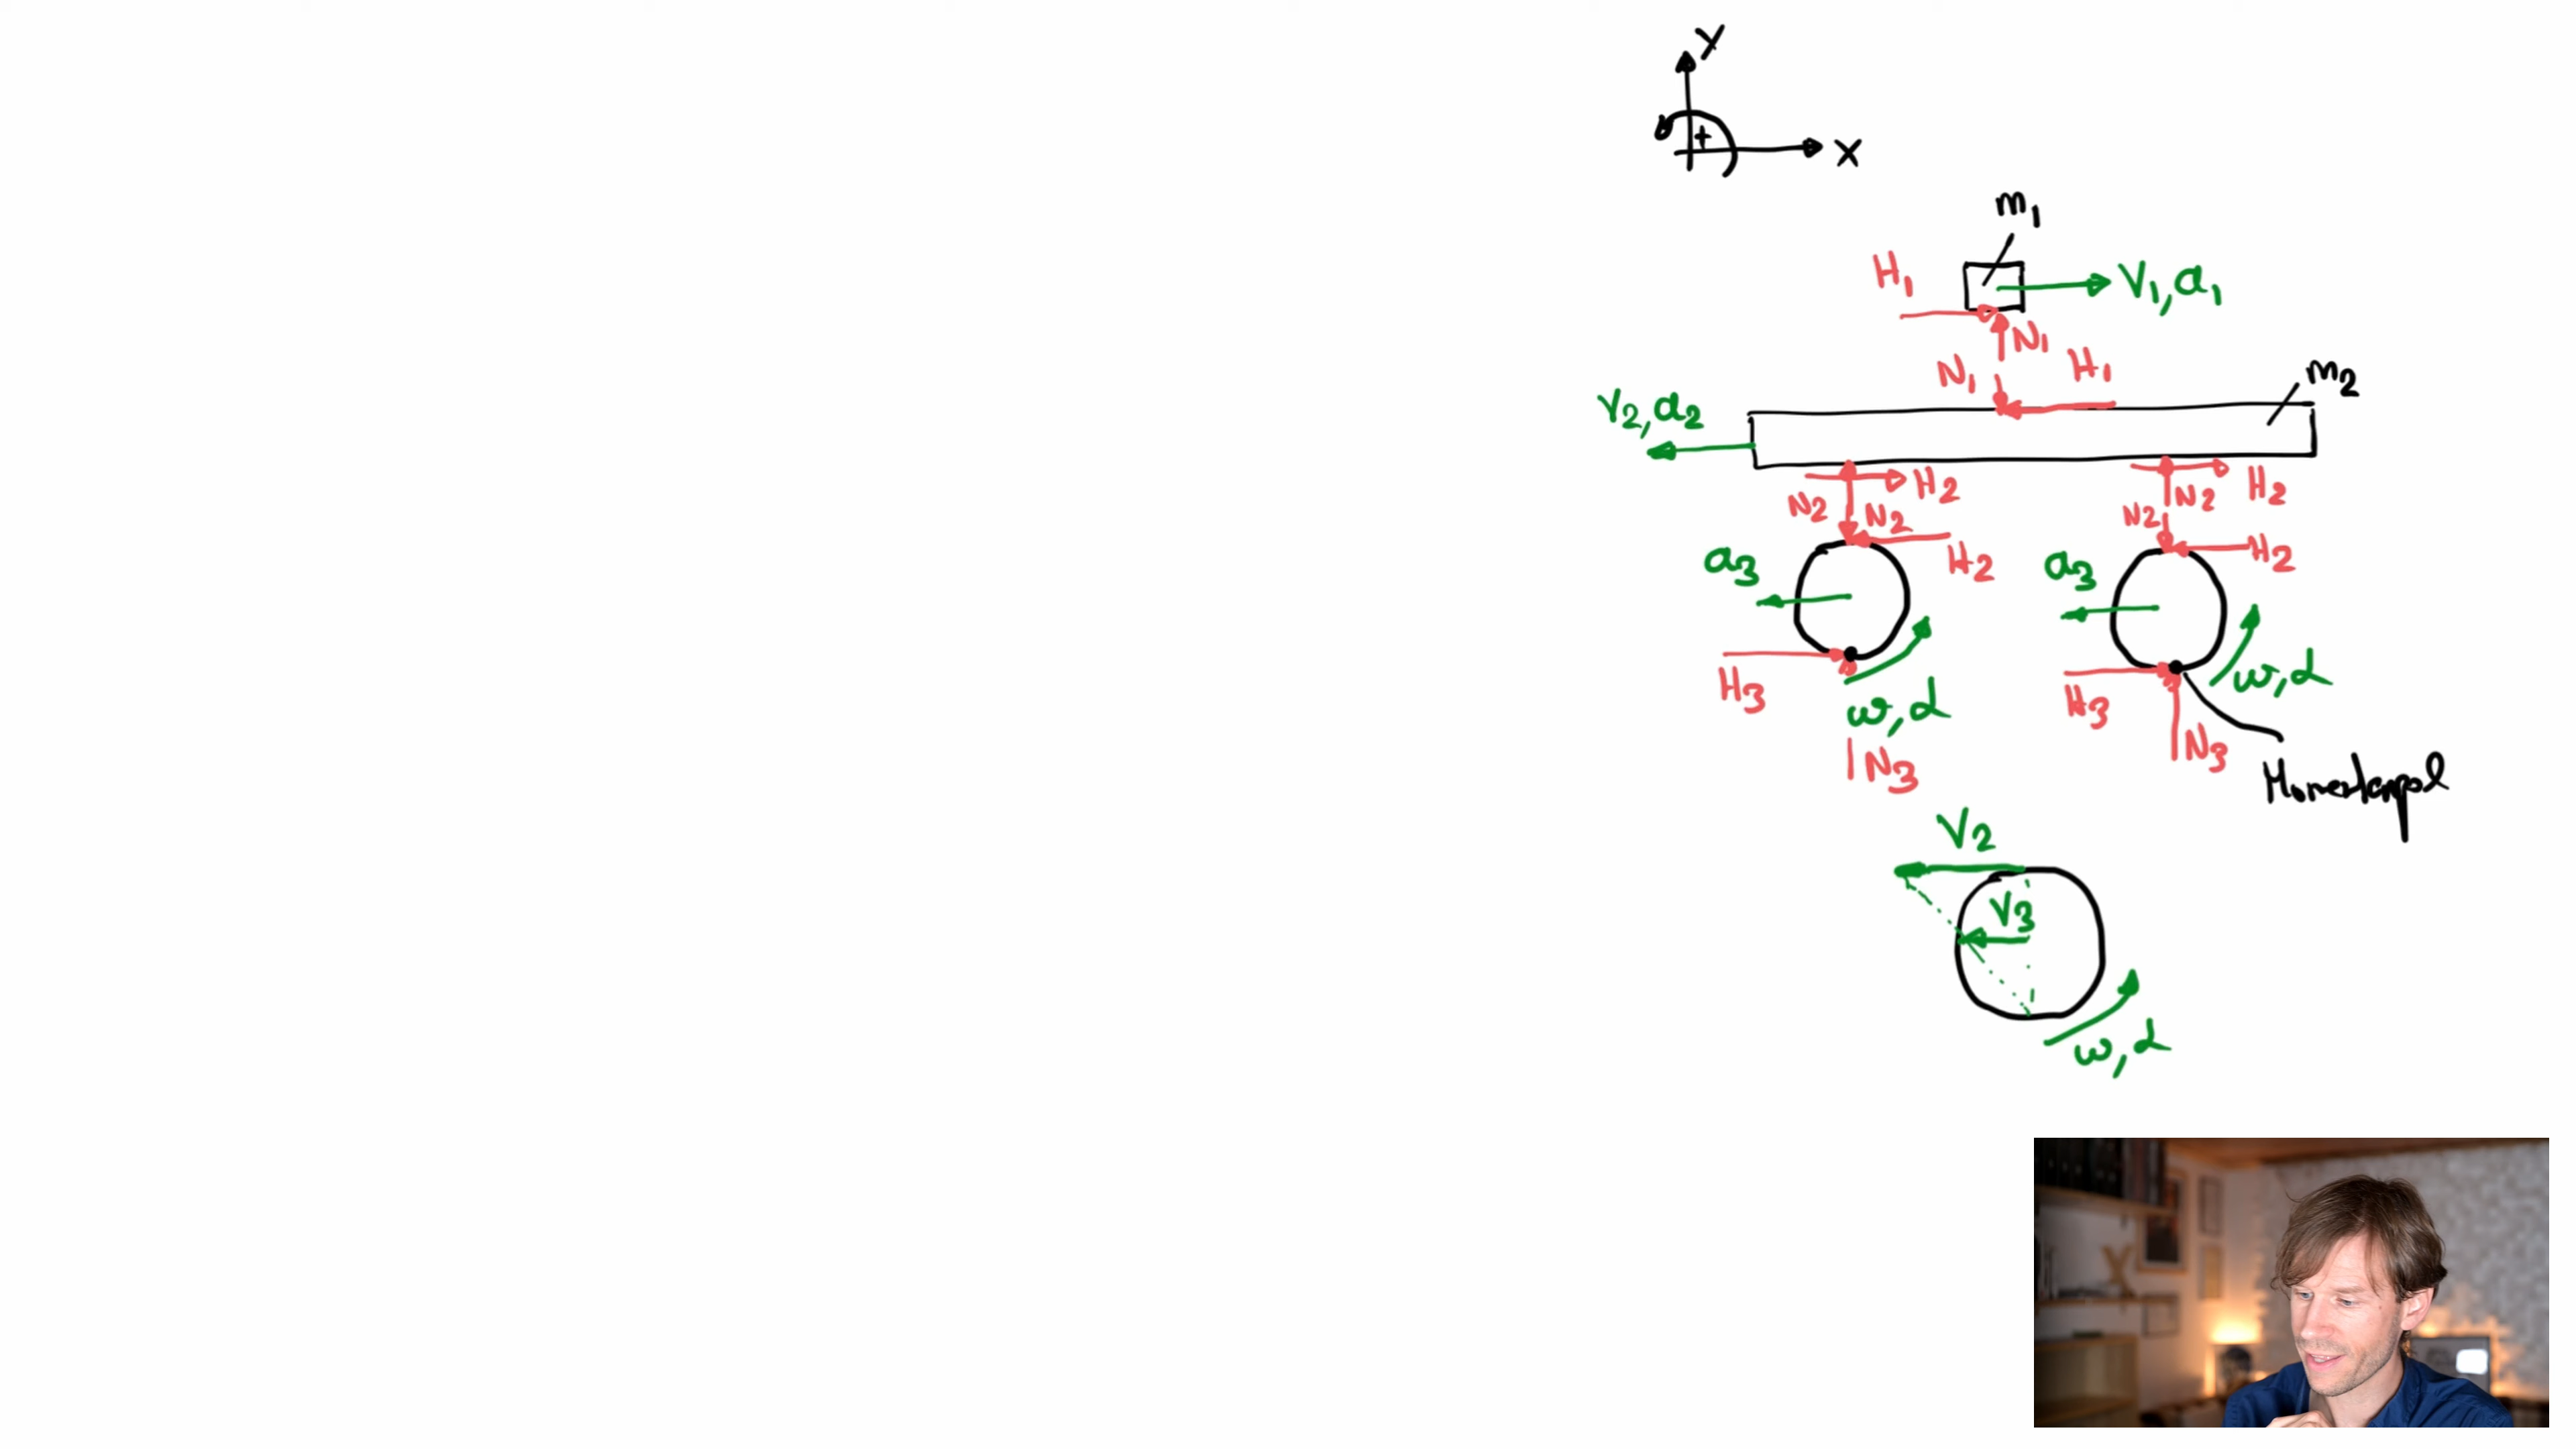 y
+
x
m₁
H₁
V₁, a₁
N₁
N₁
H₁
m₂
V₂, a₂
H₂
H₂
N₂
N₂
N₂
N₂
a₃
H₂
a₃
H₂
H₃
ω, α
H₃
ω, α
N₃
N₃
Momentanpol
V₂
V₃
ω, α